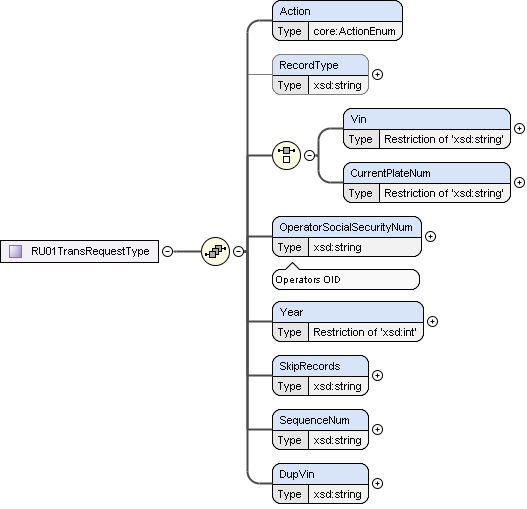 Action
Type core:ActionEnum
RecordType
Type xsd:string
Vin
Type Restriction of 'xsd:string'
CurrentPlateNum
Type Restriction of 'xsd:string'
OperatorSocialSecurityNum
Type xsd:string
Operators OID
RU01TransRequestType
Year
Type Restriction of 'xsd:int'
SkipRecords
Type xsd:string
SequenceNum
Type xsd:string
DupVin
Type xsd:string